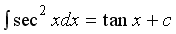 ∫sec² xdx = tan x + c